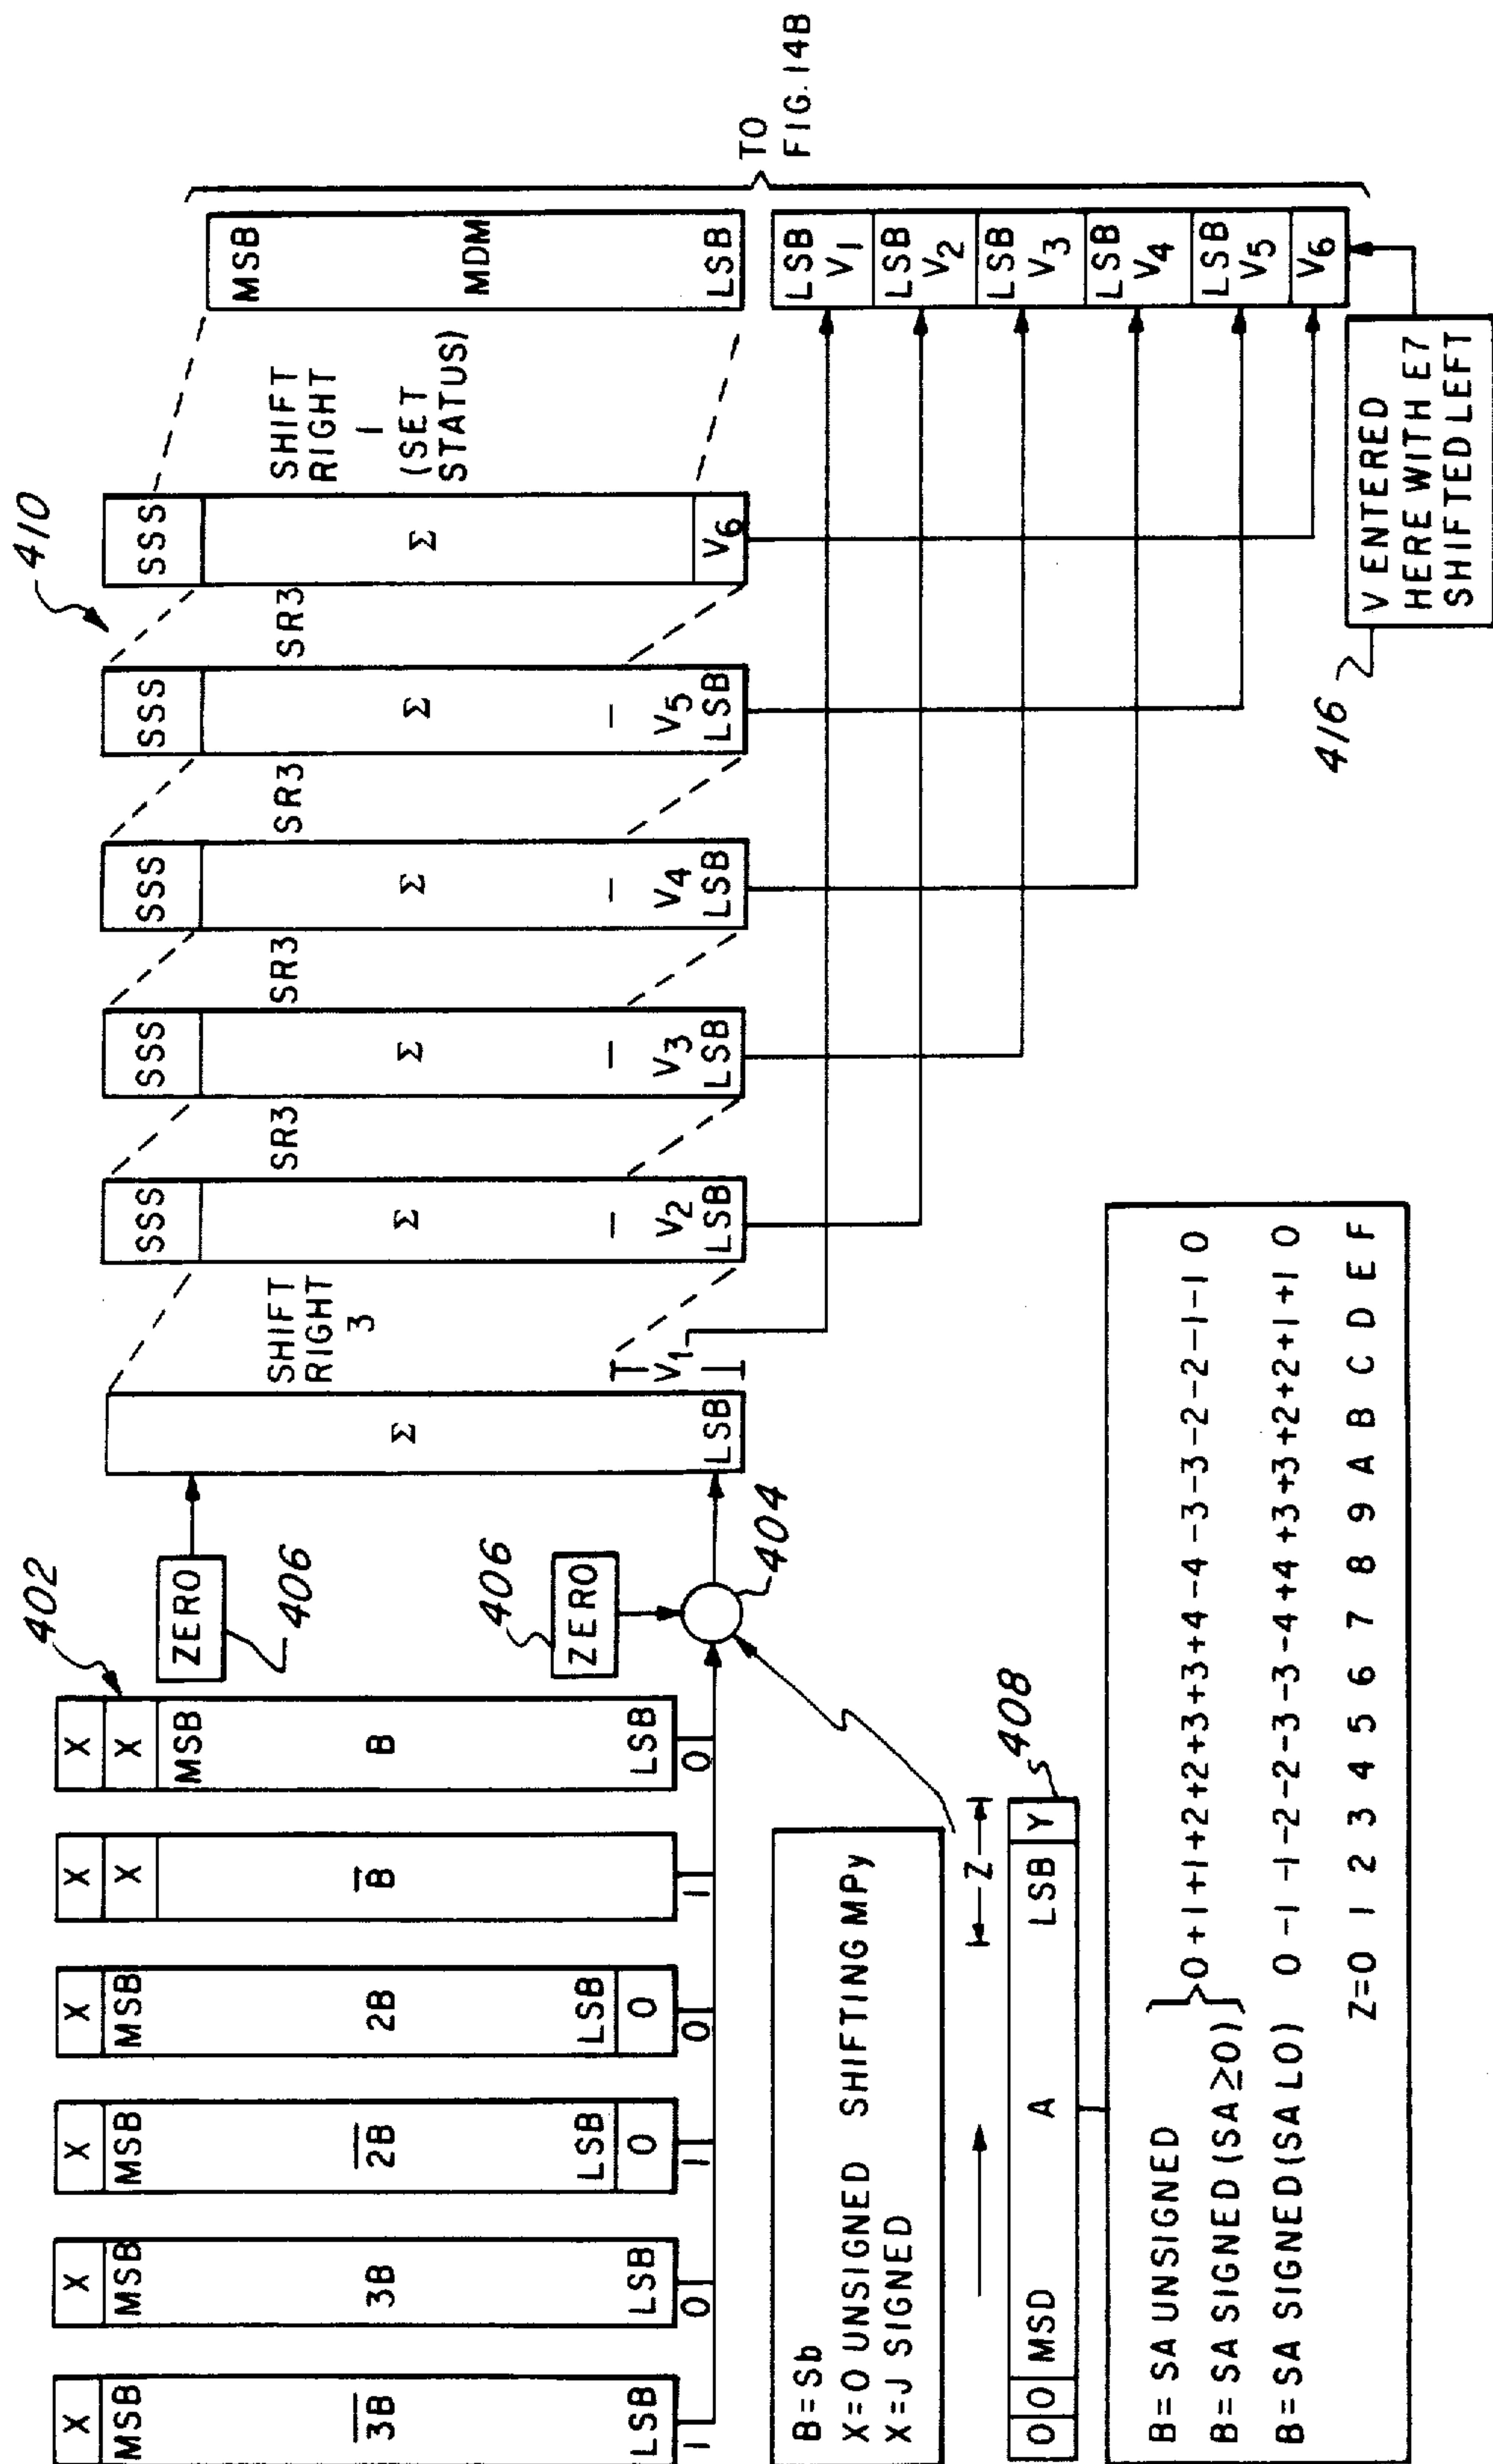 402
X
MSB
3B
LSB
1
X
MSB
3B
LSB
0
X
MSB
2B
LSB
0
1
X
MSB
2B
LSB
0
0
X
X
B
1
X
X
MSB
B
LSB
0
ZERO
406
406
ZERO
404
Σ
LSB
SHIFT
RIGHT
3
V1
SSS
Σ
—
V2
LSB
SR3
SSS
Σ
—
V3
LSB
SR3
SSS
Σ
—
V4
LSB
SR3
SSS
Σ
—
V5
LSB
SR3
410
SSS
Σ
V6
SHIFT
RIGHT
1
(SET
STATUS)
MSB
MDM
LSB
LSB
V1
LSB
V2
LSB
V3
LSB
V4
LSB
V5
V6
TO
FIG. 14B
416
V ENTERED
HERE WITH E7
SHIFTED LEFT
B=Sb
X=0 UNSIGNED SHIFTING MPy
X=J SIGNED
Z
0 0 MSD A LSB Y
408
B= SA UNSIGNED
B= SA SIGNED (SA ≥0)
0 +1 +1 +2 +2 +3 +3 +4 -4 -3 -3 -2 -2 -1 -1 0
B= SA SIGNED (SA L0) 0 -1 -1 -2 -2 -3 -3 -4 +4 +3 +3 +2 +2 +1 +1 0
Z=0 1 2 3 4 5 6 7 8 9 A B C D E F